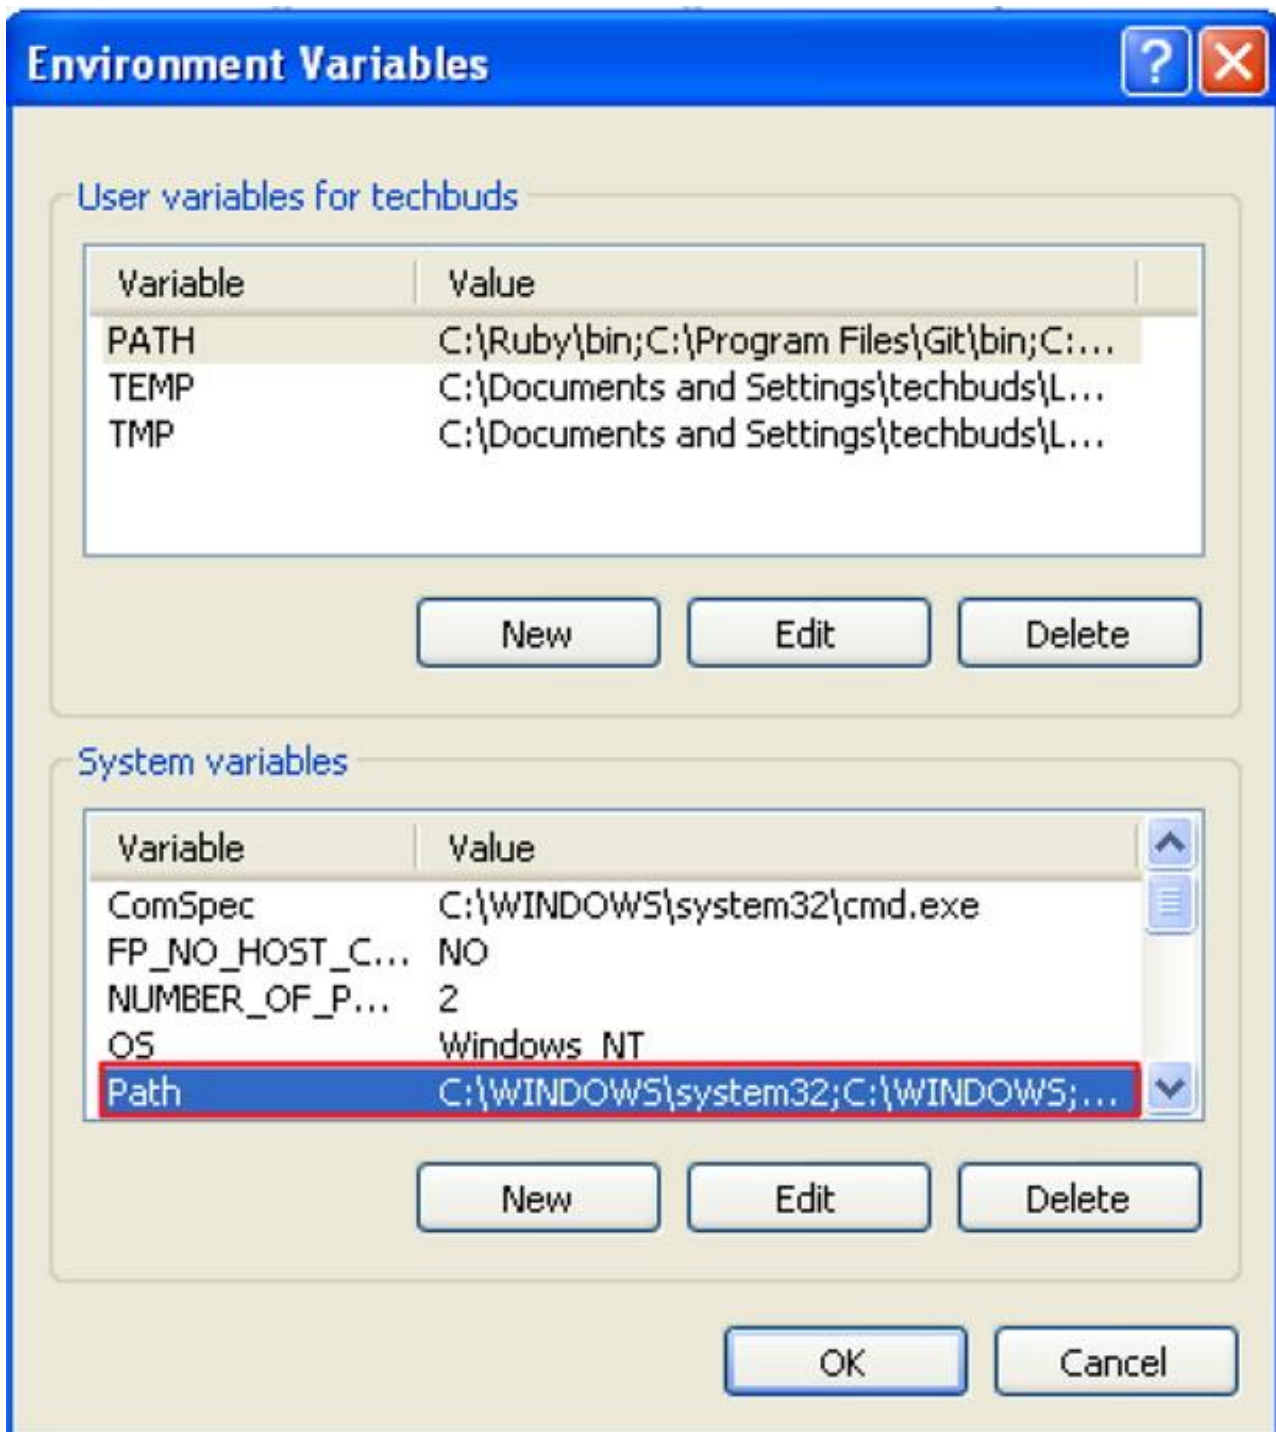 Environment Variables
User variables for techbuds
Variable Value
PATH C:\Ruby\bin;C:\Program Files\Git\bin;C:...
TEMP C:\Documents and Settings\techbuds\L...
TMP C:\Documents and Settings\techbuds\L...
New Edit Delete
System variables
Variable Value
ComSpec C:\WINDOWS\system32\cmd.exe
FP_NO_HOST_C... NO
NUMBER_OF_P... 2
OS Windows_NT
Path C:\WINDOWS\system32;C:\WINDOWS;...
New Edit Delete
OK Cancel